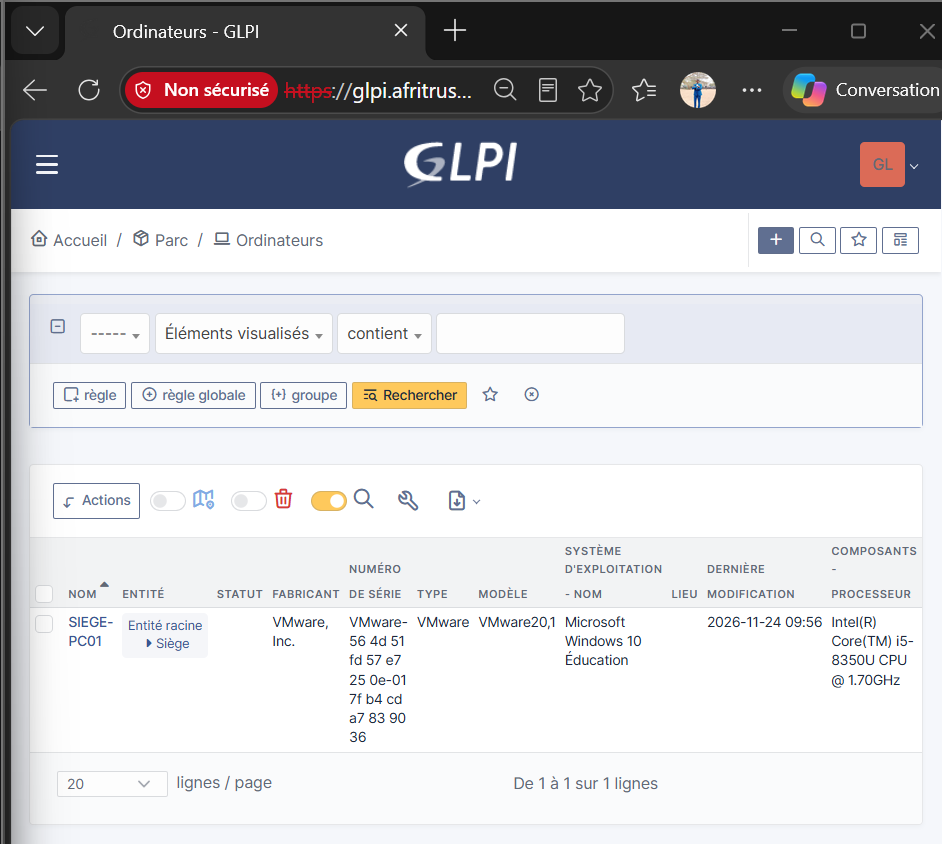 Ordinateurs - GLPI
Non sécurisé https://glpi.afritrus... Conversation
GLPI
GL
Accueil / Parc / Ordinateurs
----- Éléments visualisés contient
règle règle globale {+} groupe Rechercher
Actions
NOM ENTITÉ STATUT FABRICANT NUMÉRO DE SÉRIE TYPE MODÈLE SYSTÈME D'EXPLOITATION - NOM LIEU DERNIÈRE MODIFICATION COMPOSANTS - PROCESSEUR
SIEGE-
PC01
Entité racine
Siège
VMware,
Inc.
VMware-
56 4d 51
fd 57 e7
25 0e-01
7f b4 cd
a7 83 90
36
VMware
VMware20,1
Microsoft
Windows 10
Éducation
2026-11-24 09:56
Intel(R)
Core(TM) i5-
8350U CPU
@ 1.70GHz
20 lignes / page De 1 à 1 sur 1 lignes